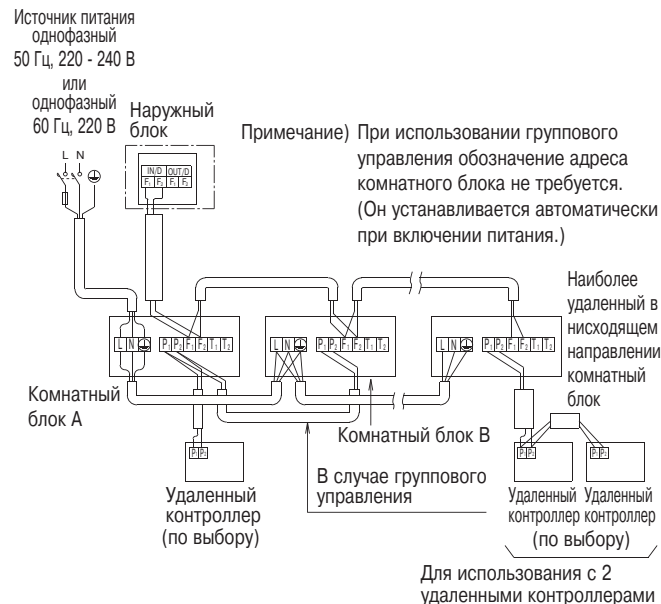 Источник питания
однофазный
50 Гц, 220 - 240 В
или
однофазный
60 Гц, 220 В
L N
Наружный
блок
IN/D OUT/D
F₁ F₂ F₁ F₂
Примечание) При использовании группового
управления обозначение адреса
комнатного блока не требуется.
(Он устанавливается автоматически
при включении питания.)
Наиболее
удаленный в
нисходящем
направлении
комнатный
блок
L N P₁ P₂ F₁ F₂ T₁ T₂
L N P₁ P₂ F₁ F₂ T₁ T₂
L N P₁ P₂ F₁ F₂ T₁ T₂
Комнатный
блок A
Комнатный блок B
P₁ P₂
Удаленный
контроллер
(по выбору)
В случае группового
управления
P₁ P₂
P₁ P₂
Удаленный Удаленный
контроллер контроллер
(по выбору)
Для использования с 2
удаленными контроллерами